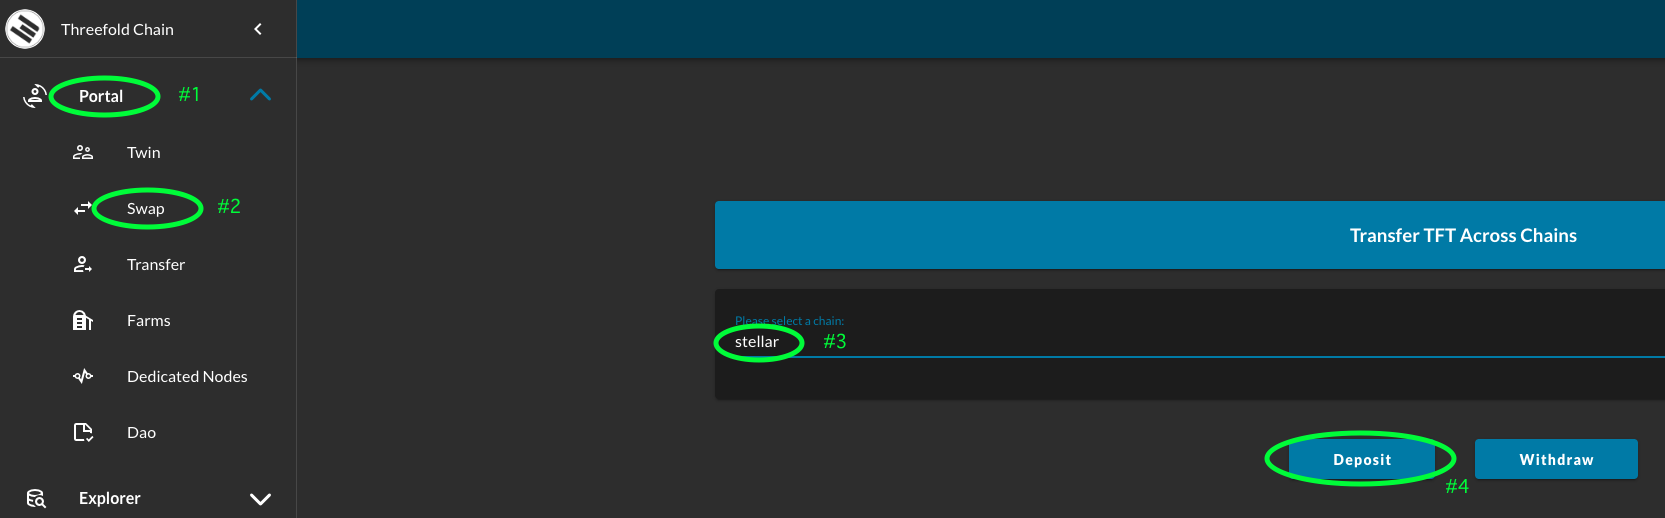 Threefold Chain
Portal #1
Twin
Swap #2
Transfer
Farms
Dedicated Nodes
Dao
Explorer
Transfer TFT Across Chains
Please select a chain:
stellar #3
Deposit #4
Withdraw